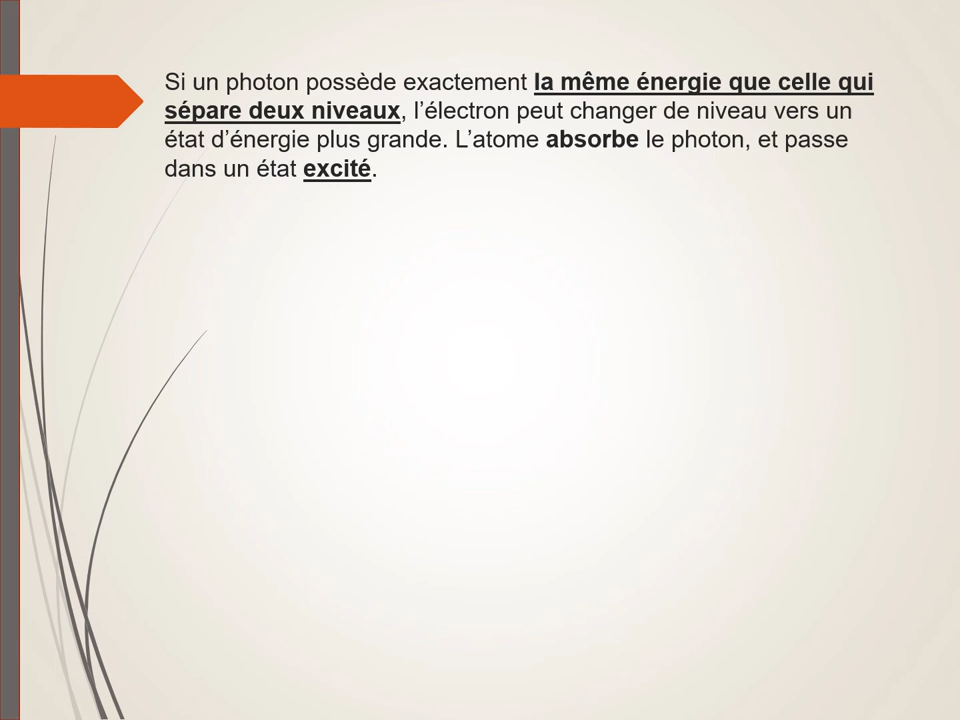 Si un photon possède exactement la même énergie que celle qui
sépare deux niveaux, l’électron peut changer de niveau vers un
état d’énergie plus grande. L’atome absorbe le photon, et passe
dans un état excité.